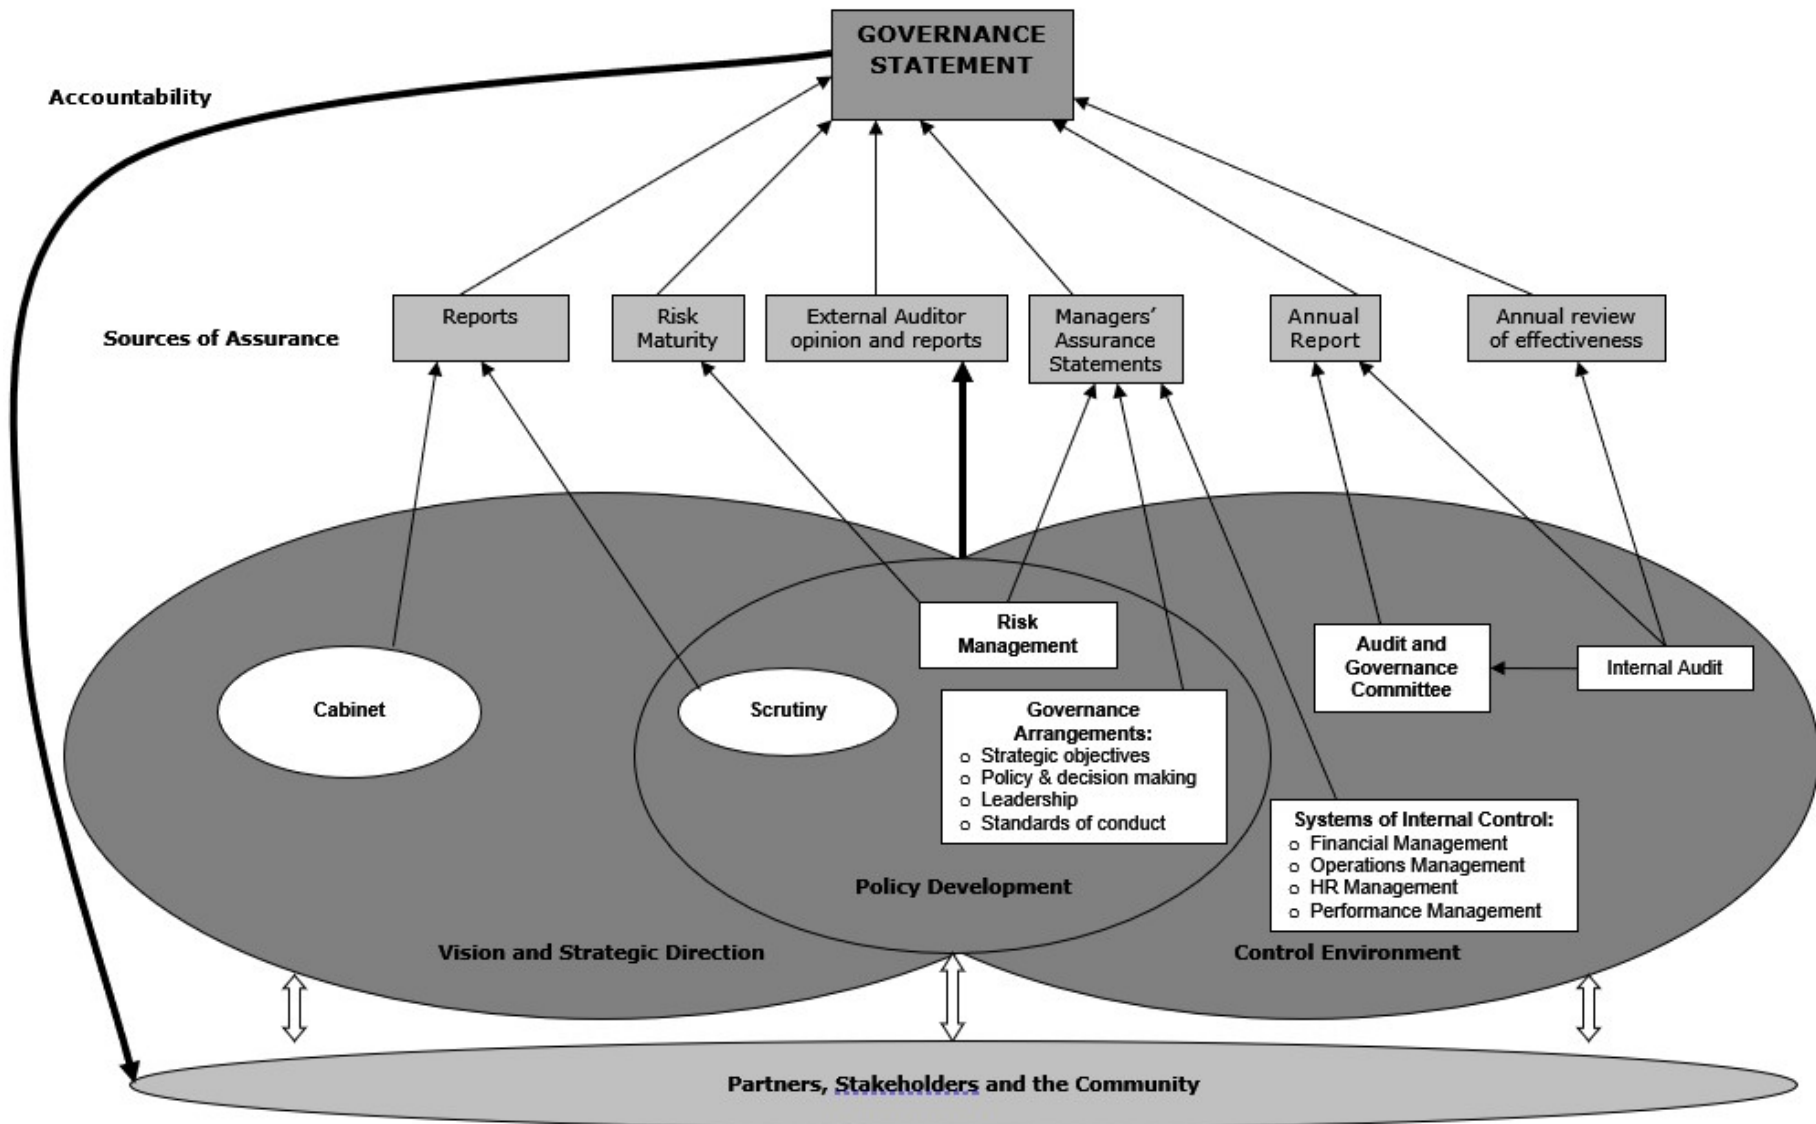 GOVERNANCE
STATEMENT
Accountability
Sources of Assurance
Reports
Risk
Maturity
External Auditor
opinion and reports
Managers’
Assurance
Statements
Annual
Report
Annual review
of effectiveness
Risk
Management
Cabinet
Scrutiny
Governance
Arrangements:
o Strategic objectives
o Policy & decision making
o Leadership
o Standards of conduct
Audit and
Governance
Committee
Internal Audit
Systems of Internal Control:
o Financial Management
o Operations Management
o HR Management
o Performance Management
Policy Development
Vision and Strategic Direction
Control Environment
Partners, Stakeholders and the Community